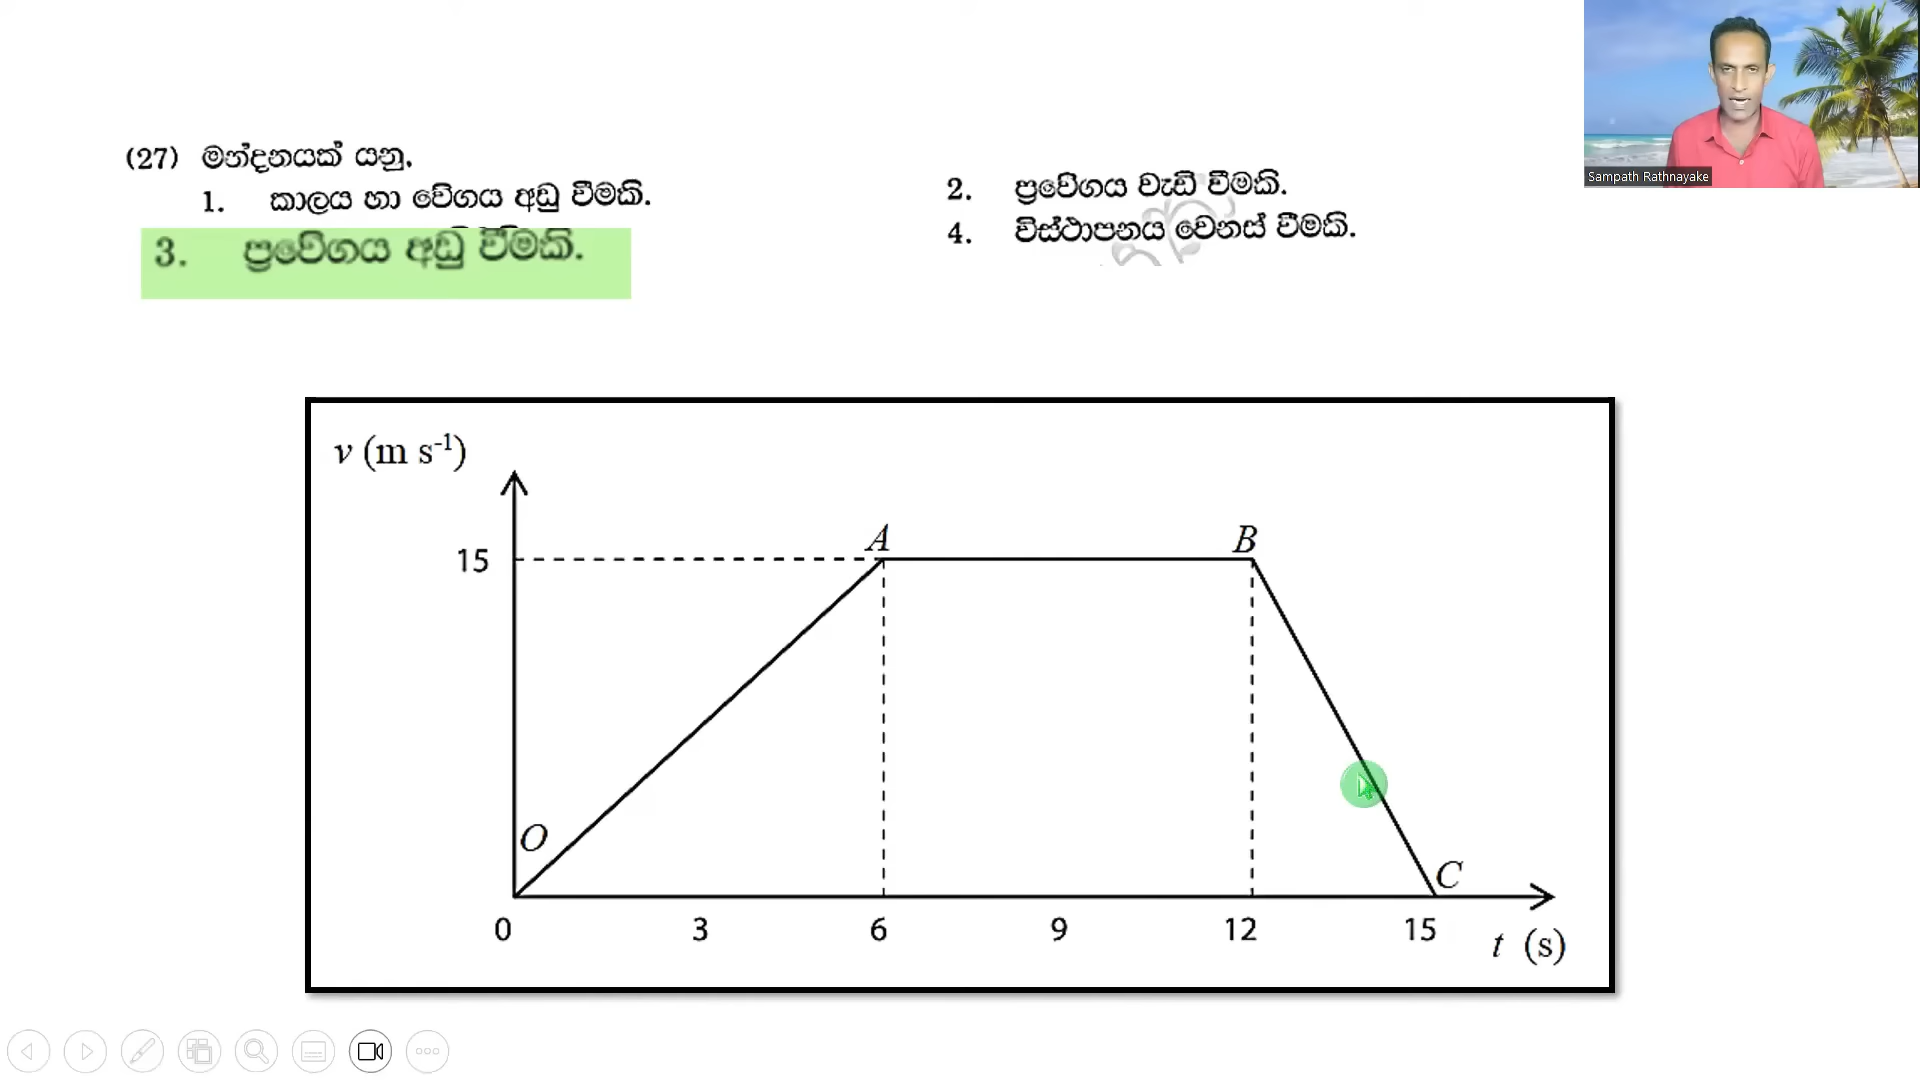 Sampath Rathnayake
(27) මන්දනයක් යනු,
1. කාලය හා වේගය අඩු වීමකි.
2. ප්‍රවේගය වැඩි වීමකි.
3. ප්‍රවේගය අඩු වීමකි.
4. විස්ථාපනය වෙනස් වීමකි.
v (m s⁻¹)
15
A
B
O
C
0 3 6 9 12 15
t (s)